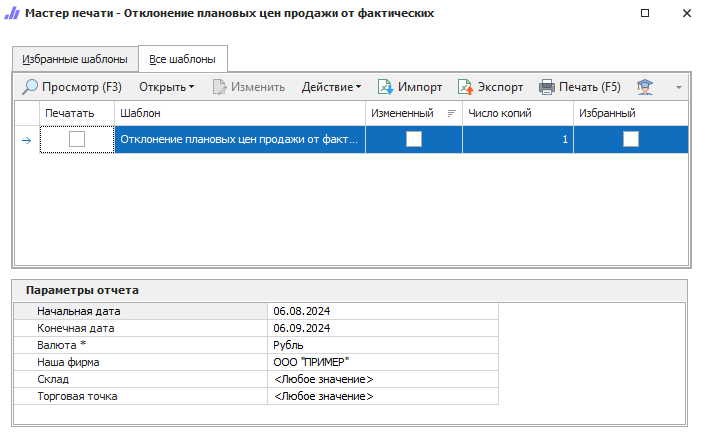 Мастер печати - Отклонение плановых цен продажи от фактических
Избранные шаблоны Все шаблоны
Просмотр (F3) Открыть Изменить Действие Импорт Экспорт Печать (F5)
Печатать Шаблон Измененный Число копий Избранный
Отклонение плановых цен продажи от факт... 1
Параметры отчета
Начальная дата 06.08.2024
Конечная дата 06.09.2024
Валюта * Рубль
Наша фирма ООО "ПРИМЕР"
Склад <Любое значение>
Торговая точка <Любое значение>